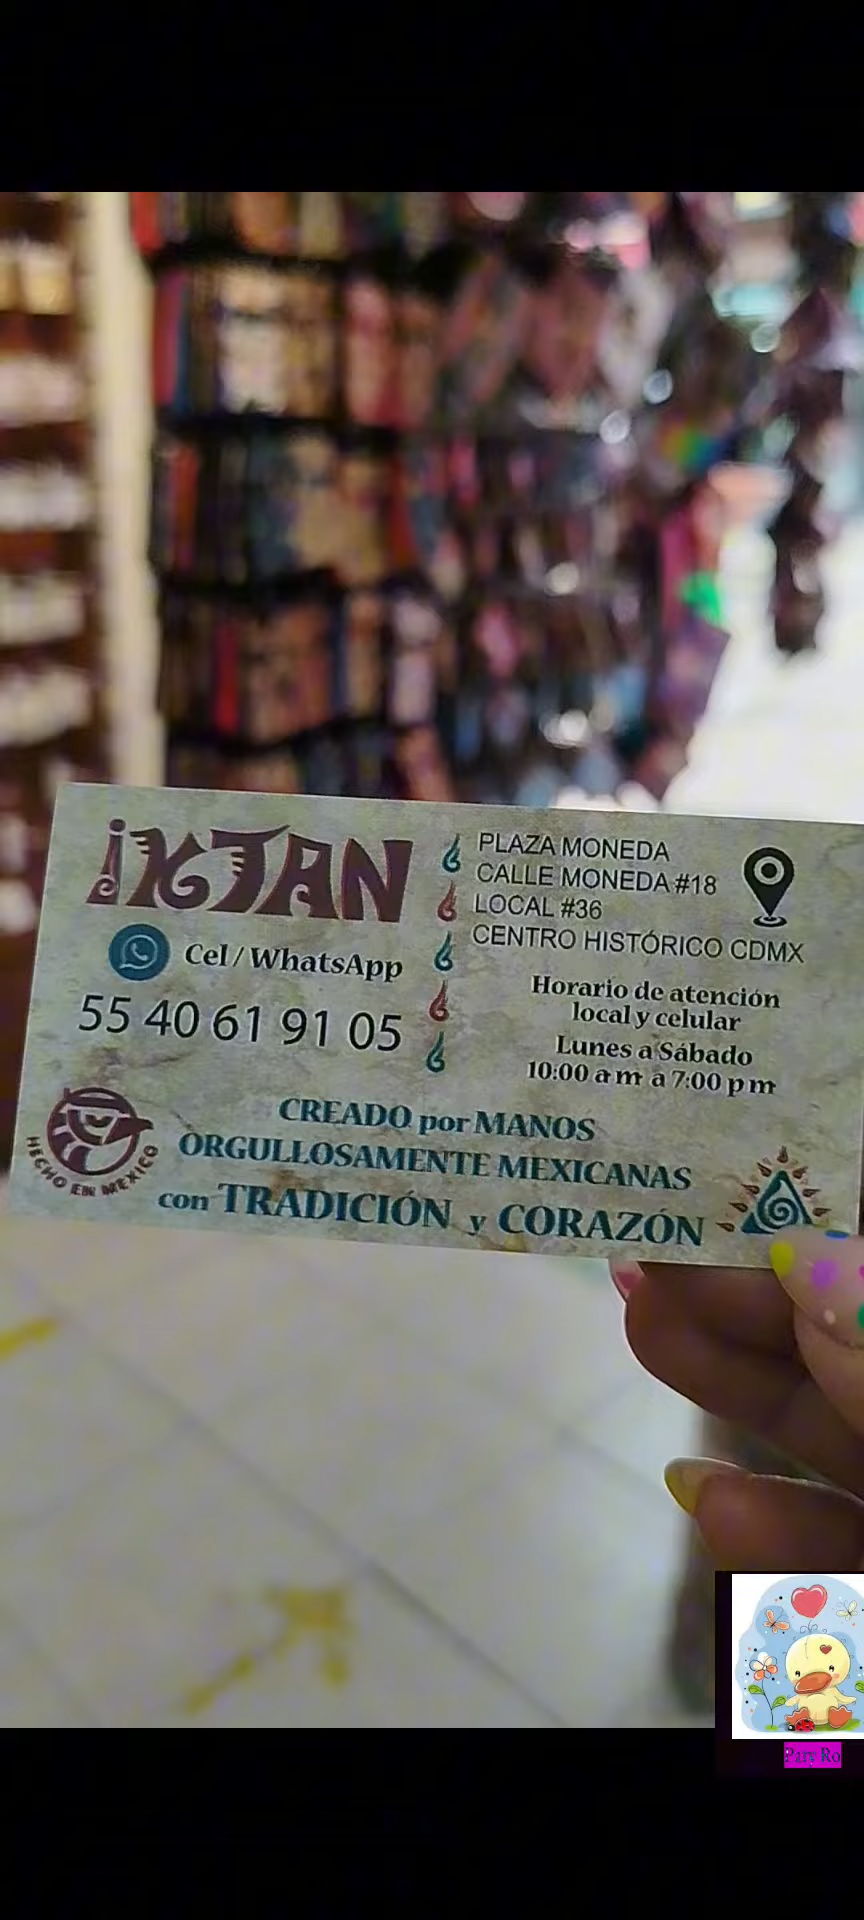 iKTAN
Cel / WhatsApp
55 40 61 91 05
PLAZA MONEDA
CALLE MONEDA #18
LOCAL #36
CENTRO HISTÓRICO CDMX
Horario de atención
local y celular
Lunes a Sábado
10:00 a m a 7:00 p m
HECHO EN MEXICO
CREADO por MANOS
ORGULLOSAMENTE MEXICANAS
con TRADICIÓN y CORAZÓN
Pary Ro